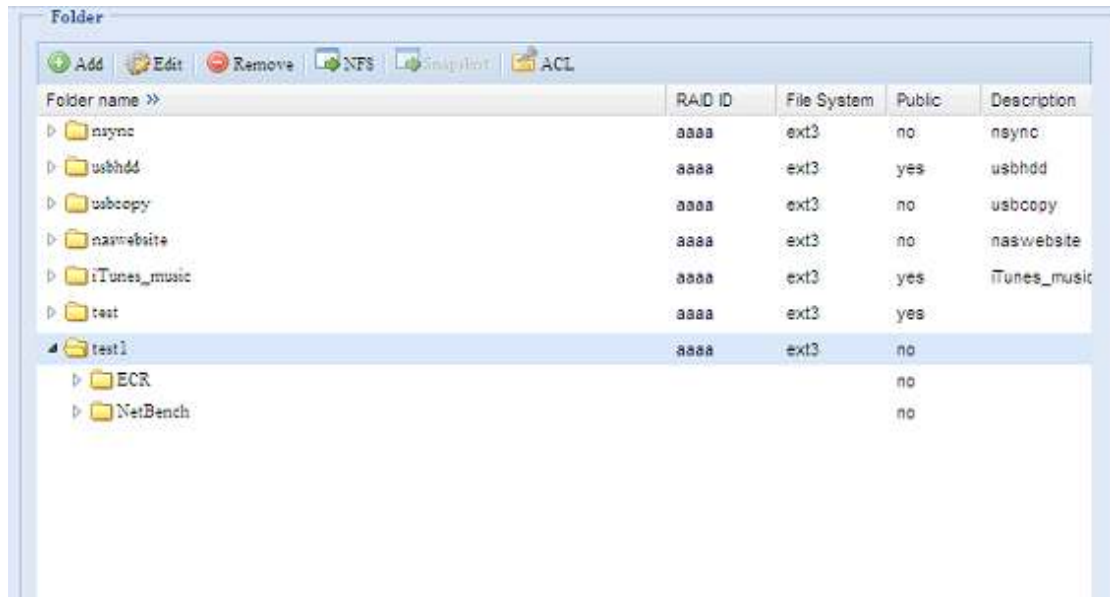 Folder
Add Edit Remove NFS Snapshot ACL
Folder name » RAID ID File System Public Description
nsync aaaa ext3 no nsync
usbhdd aaaa ext3 yes usbhdd
usbcopy aaaa ext3 no usbcopy
naswebsite aaaa ext3 no naswebsite
iTunes_music aaaa ext3 yes iTunes_music
test aaaa ext3 yes
test1 aaaa ext3 no
ECR no
NetBench no